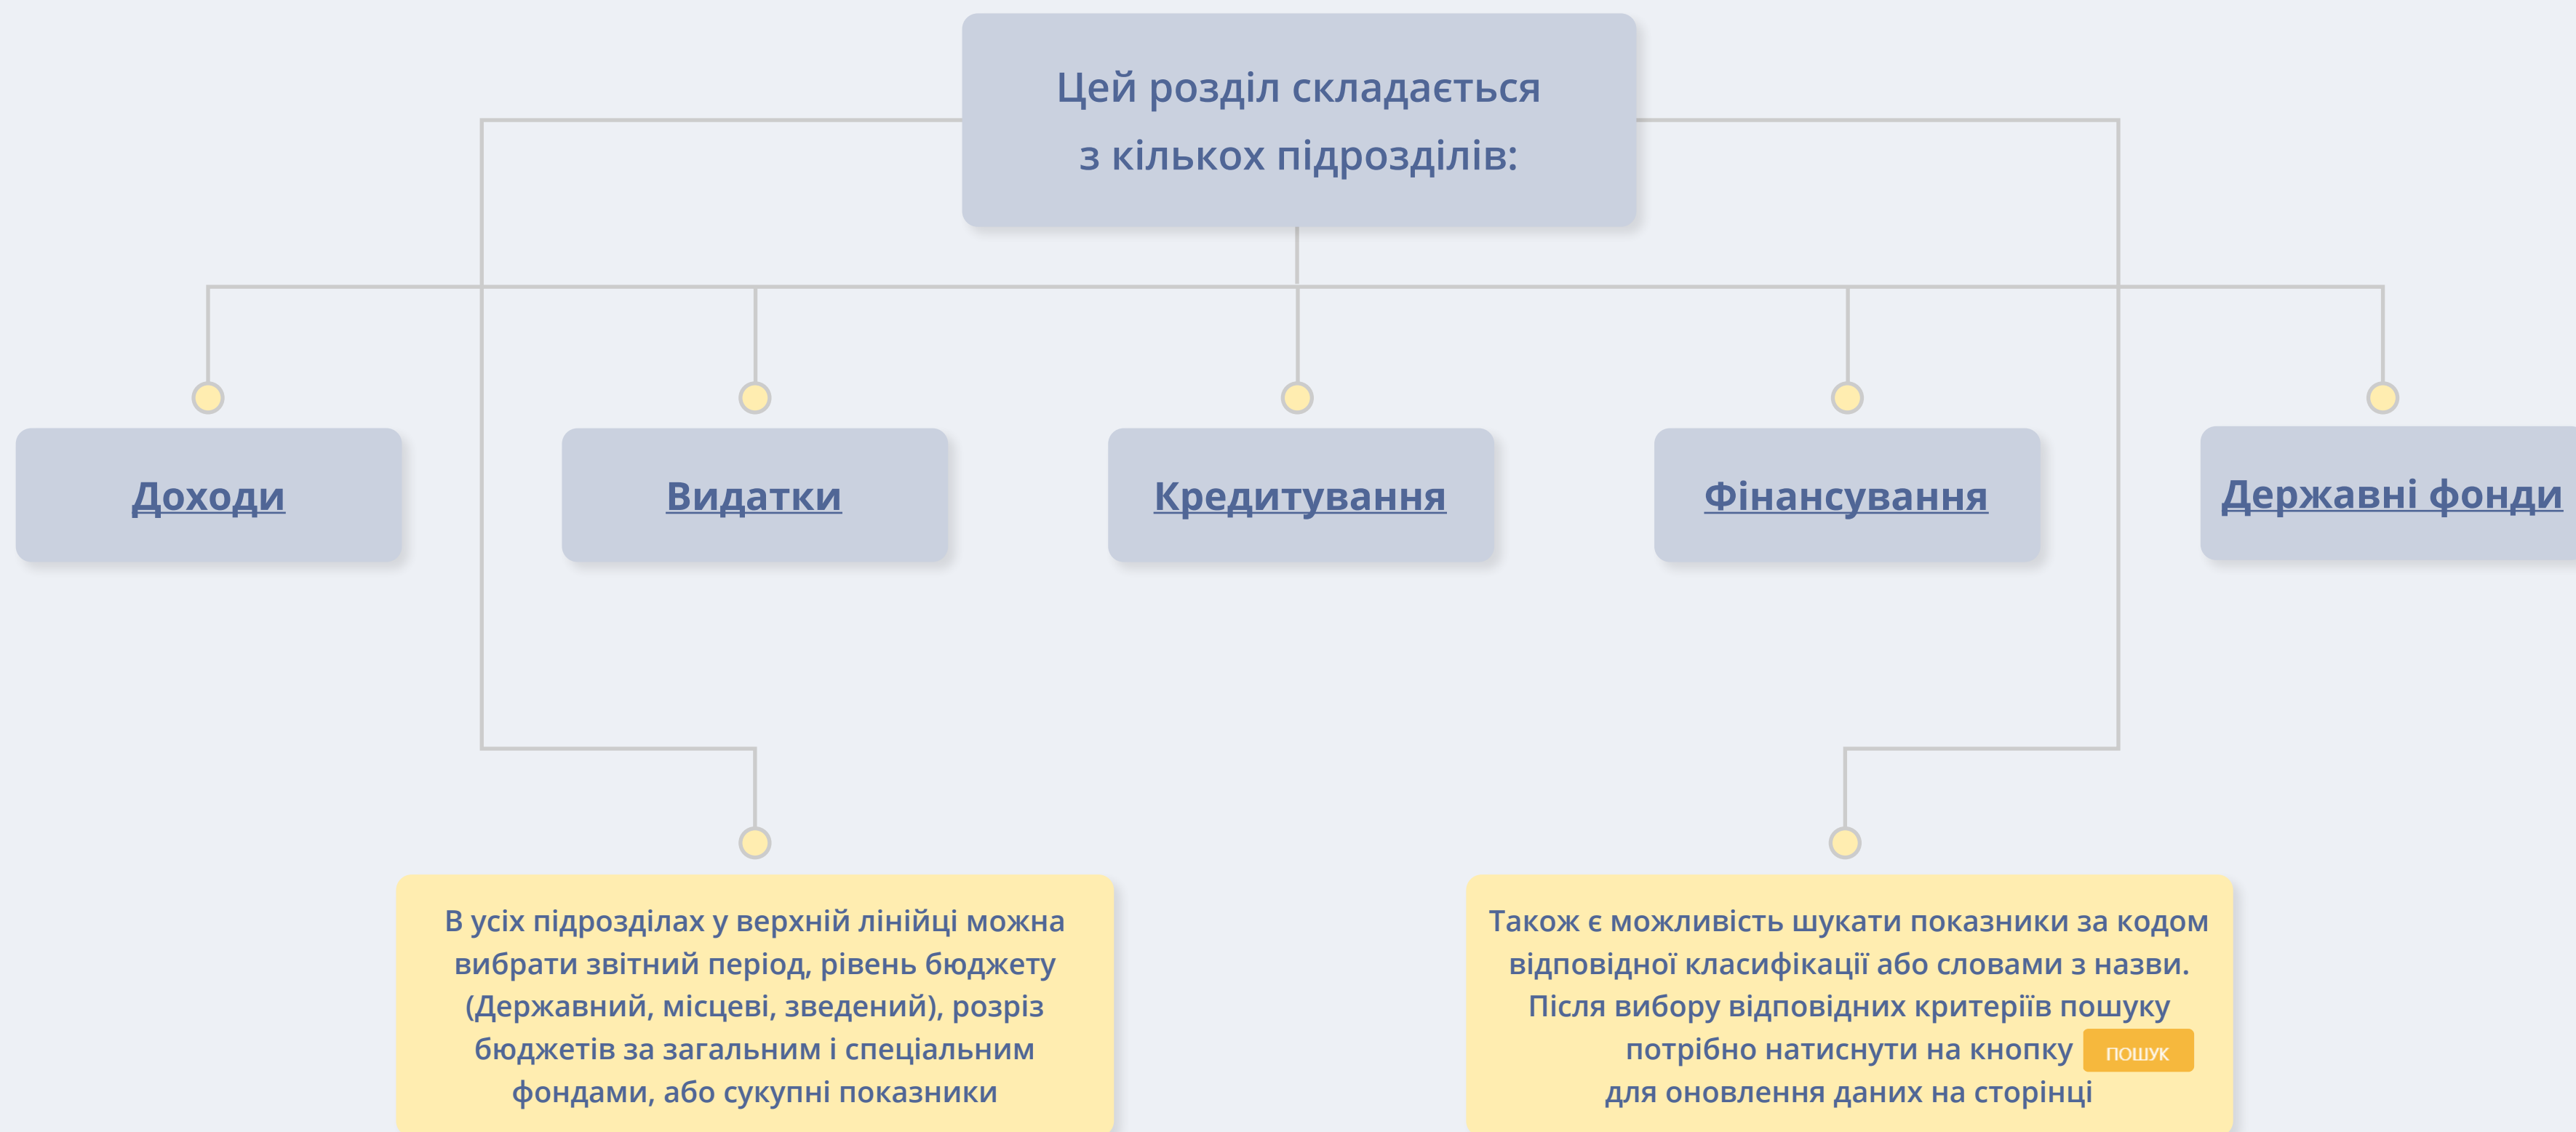 Цей розділ складається
з кількох підрозділів:
Доходи
Видатки
Кредитування
Фінансування
Державні фонди
В усіх підрозділах у верхній лінійці можна
вибрати звітний період, рівень бюджету
(Державний, місцеві, зведений), розріз
бюджетів за загальним і спеціальним
фондами, або сукупні показники
Також є можливість шукати показники за кодом
відповідної класифікації або словами з назви.
Після вибору відповідних критеріїв пошуку
потрібно натиснути на кнопку ПОШУК
для оновлення даних на сторінці